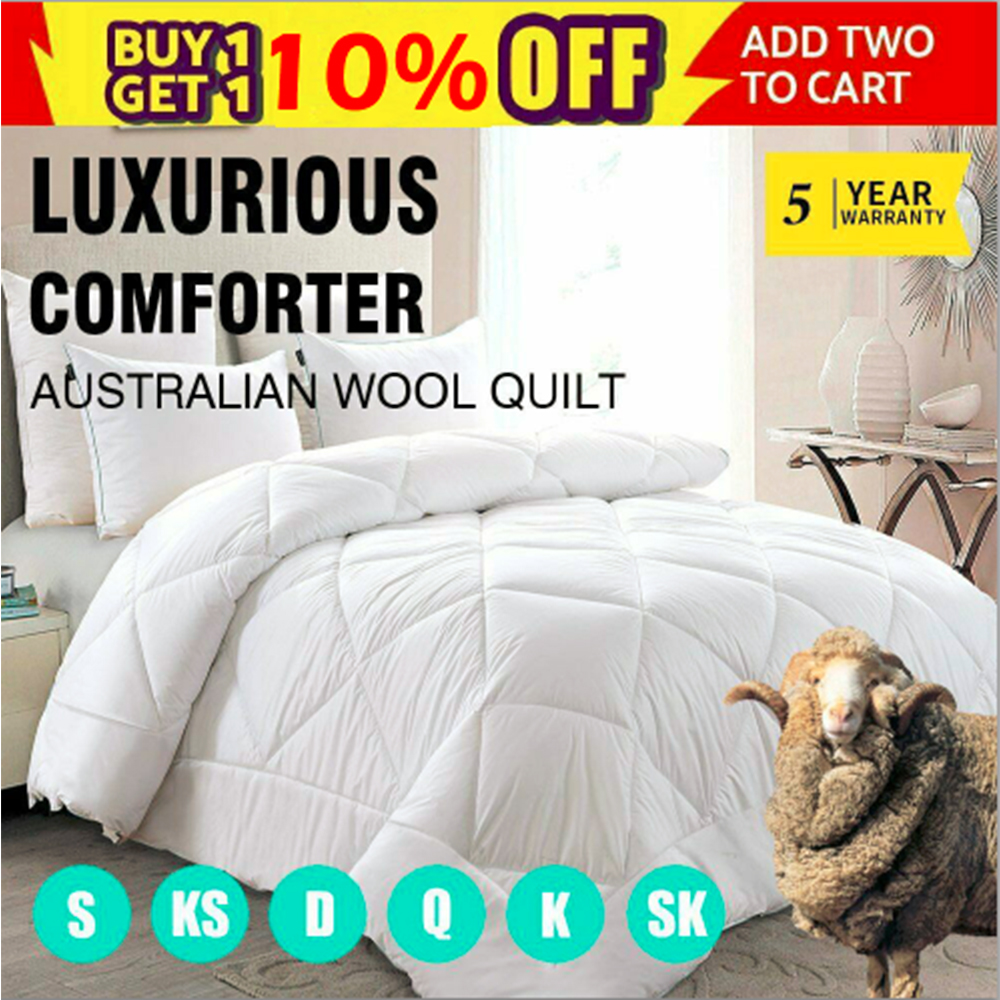 BUY 1
GET 1
10% OFF
ADD TWO
TO CART
LUXURIOUS
COMFORTER
AUSTRALIAN WOOL QUILT
5 YEAR
WARRANTY
S KS D Q K SK